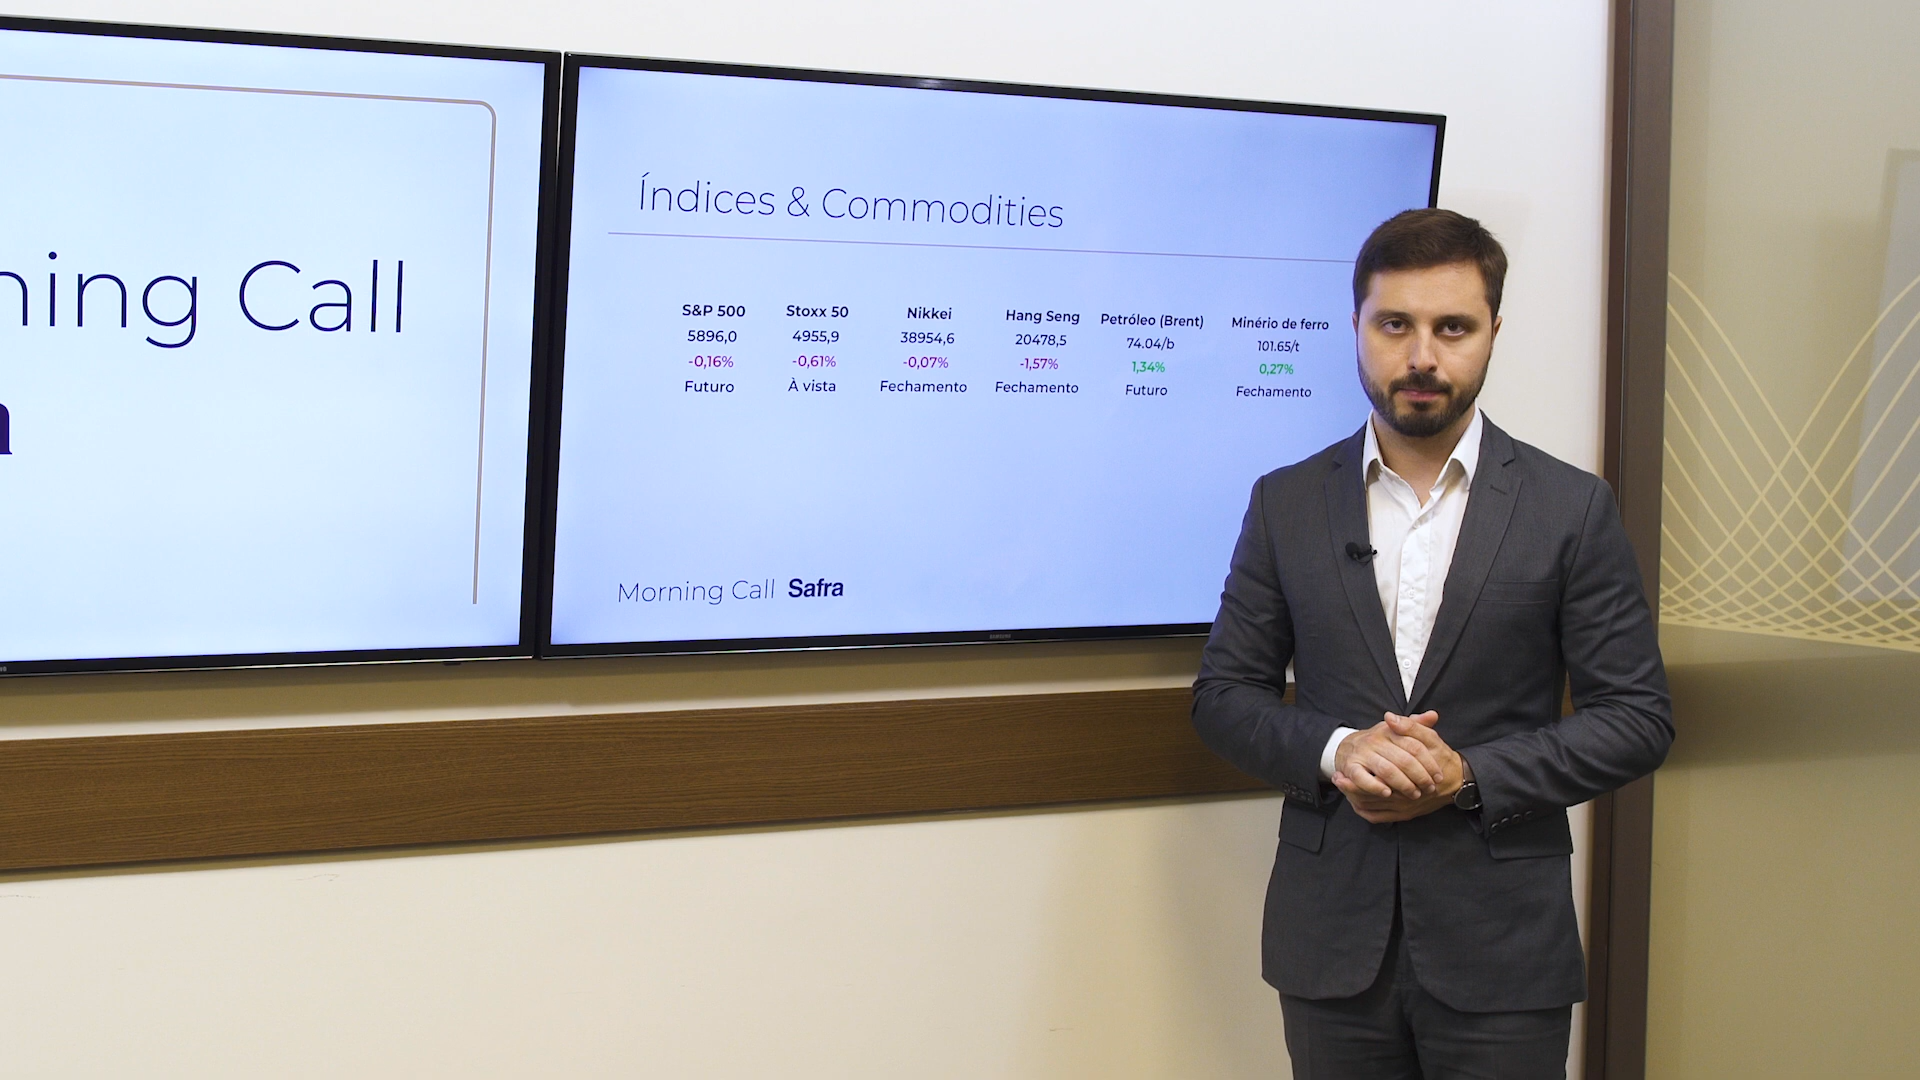 ning Call
Índices & Commodities
S&P 500 Stoxx 50 Nikkei Hang Seng Petróleo (Brent) Minério de ferro
5896,0 4955,9 38954,6 20478,5 74.04/b 101.65/t
-0,16% -0,61% -0,07% -1,57% 1,34% 0,27%
Futuro À vista Fechamento Fechamento Futuro Fechamento
Morning Call Safra
SAMSUNG